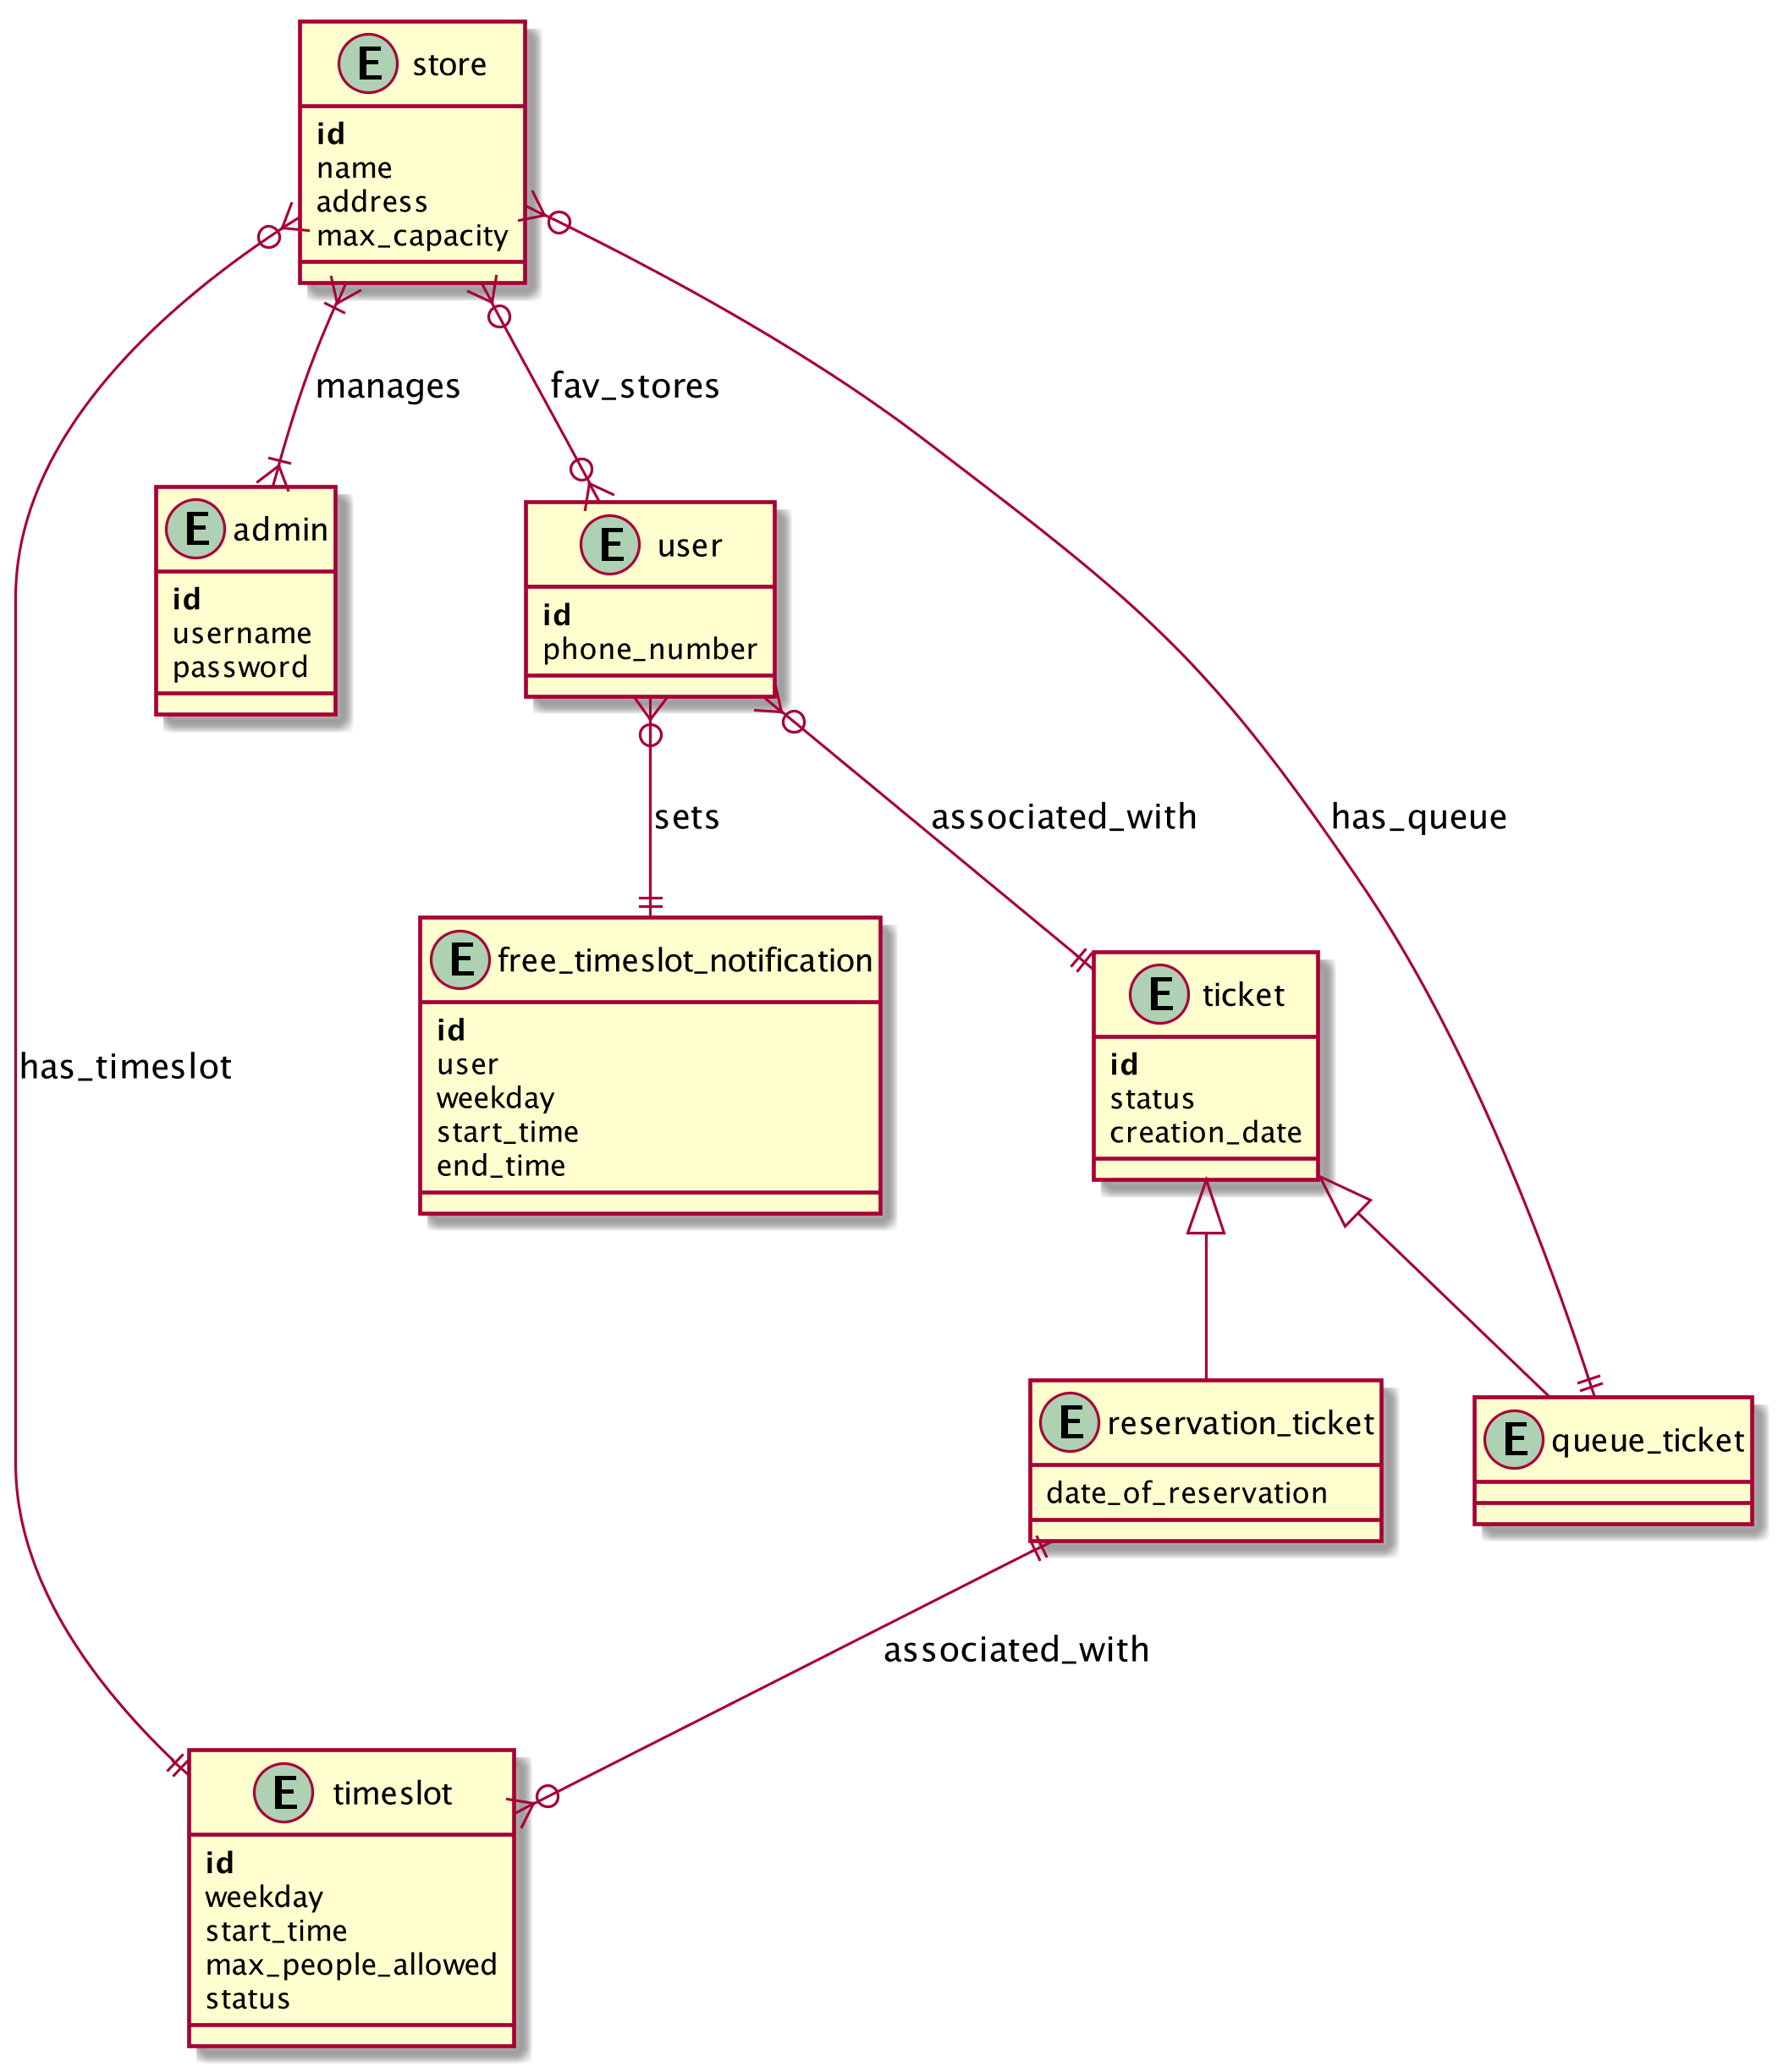 E store
id
name
address
max_capacity
manages
fav_stores
E admin
id
username
password
E user
id
phone_number
sets
associated_with
has_queue
E free_timeslot_notification
id
user
weekday
start_time
end_time
E ticket
id
status
creation_date
has_timeslot
E reservation_ticket
date_of_reservation
E queue_ticket
associated_with
E timeslot
id
weekday
start_time
max_people_allowed
status